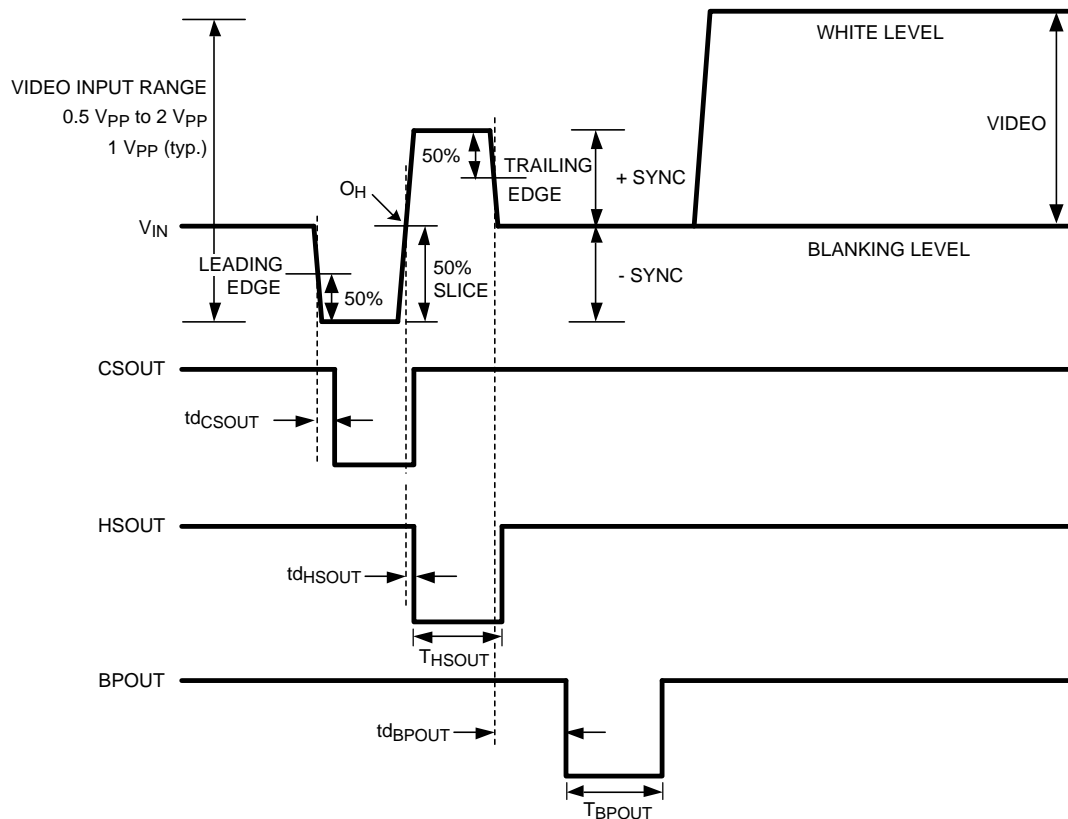 WHITE LEVEL
VIDEO INPUT RANGE
0.5 VPP to 2 VPP
1 VPP (typ.)
VIDEO
50%
TRAILING
EDGE
+ SYNC
OH
VIN
BLANKING LEVEL
LEADING
EDGE
50%
50%
SLICE
- SYNC
CSOUT
tdCSOUT
HSOUT
tdHSOUT
THSOUT
BPOUT
tdBPOUT
TBPOUT